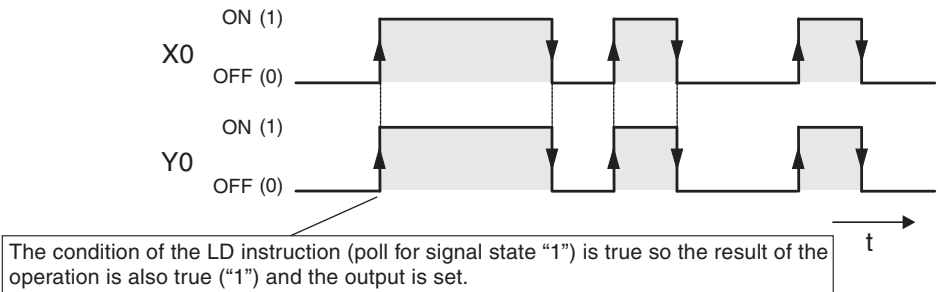 ON (1)
X0
OFF (0)
ON (1)
Y0
OFF (0)
t
The condition of the LD instruction (poll for signal state “1”) is true so the result of the
operation is also true (“1”) and the output is set.